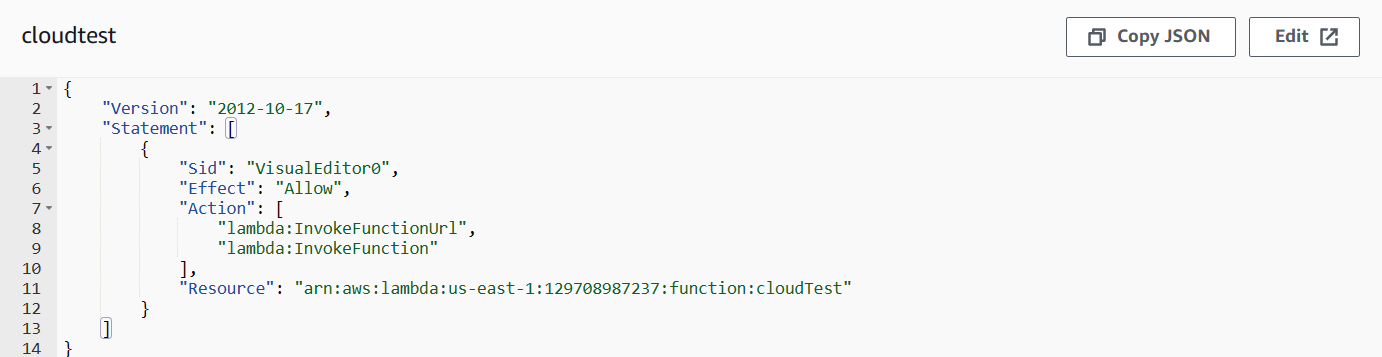 cloudtest
Copy JSON
Edit
1 {
2     "Version": "2012-10-17",
3     "Statement": [
4         {
5             "Sid": "VisualEditor0",
6             "Effect": "Allow",
7             "Action": [
8                 "lambda:InvokeFunctionUrl",
9                 "lambda:InvokeFunction"
10             ],
11             "Resource": "arn:aws:lambda:us-east-1:129708987237:function:cloudTest"
12         }
13     ]
14 }